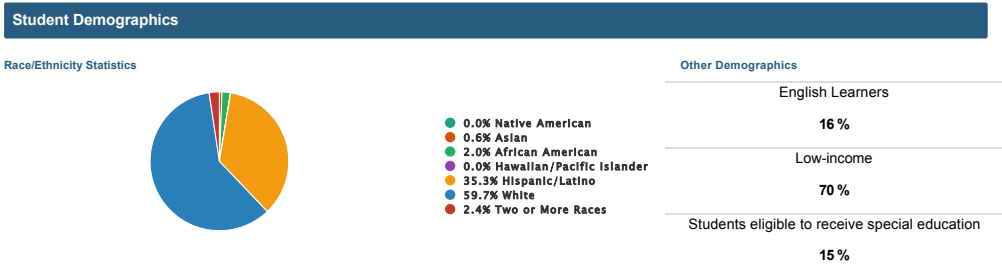 Student Demographics
Race/Ethnicity Statistics
0.0% Native American
0.6% Asian
2.0% African American
0.0% Hawaiian/Pacific Islander
35.3% Hispanic/Latino
59.7% White
2.4% Two or More Races
Other Demographics
English Learners
16 %
Low-income
70 %
Students eligible to receive special education
15 %